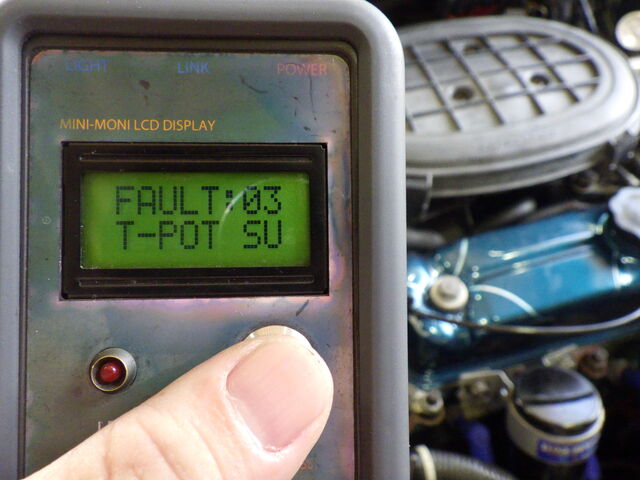 LIGHT LINK POWER
MINI-MONI LCD DISPLAY
FAULT:03
T-POT SU